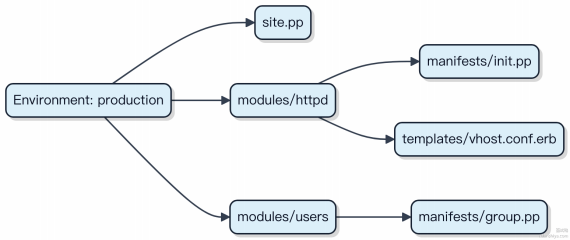 site.pp
manifests/init.pp
Environment: production
modules/httpd
templates/vhost.conf.erb
modules/users
manifests/group.pp